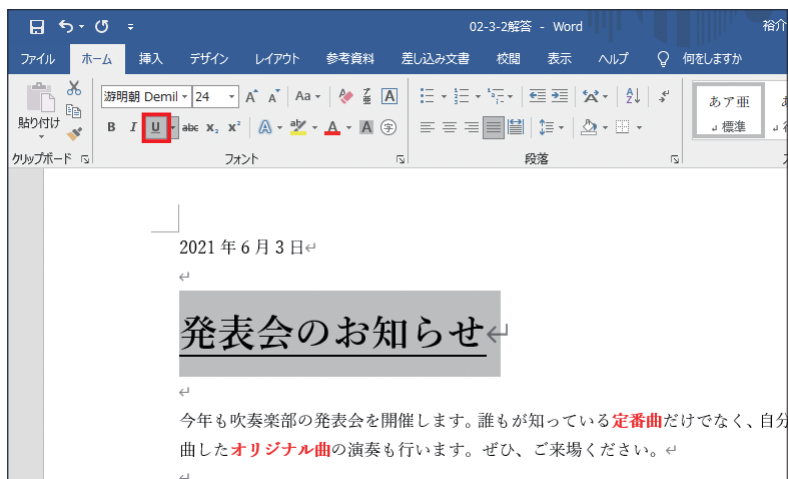 02-3-2解答 - Word 裕介
ファイル ホーム 挿入 デザイン レイアウト 参考資料 差し込み文書 校閲 表示 ヘルプ 何をしますか
游明朝 Demil 24 A A Aa A
貼り付け B I U abc x₂ x² A aby A A 字
あア亜
標準
クリップボード フォント 段落
2021 年 6 月 3 日
発表会のお知らせ
今年も吹奏楽部の発表会を開催します。誰もが知っている定番曲だけでなく、自分
曲したオリジナル曲の演奏も行います。ぜひ、ご来場ください。